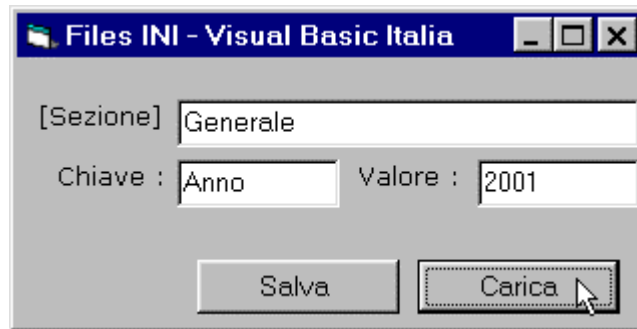 Files INI - Visual Basic Italia
[Sezione] Generale
Chiave : Anno Valore : 2001
Salva Carica